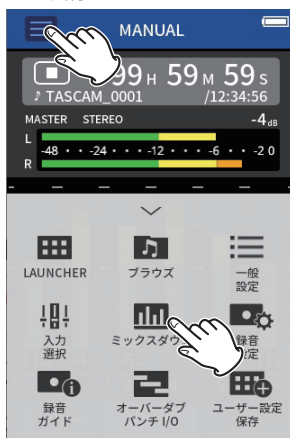 MANUAL
99 H 59 M 59 S
♪ TASCAM_0001 /12:34:56
MASTER STEREO -4 dB
L
-48 • • -24 • • • -12 • • • -6 • • -2 0
R
LAUNCHER ブラウズ 一般
設定
入力
選択
ミックスダウ
録音
定
録音
ガイド
オーバーダブ
パンチ I/O
ユーザー設定
保存